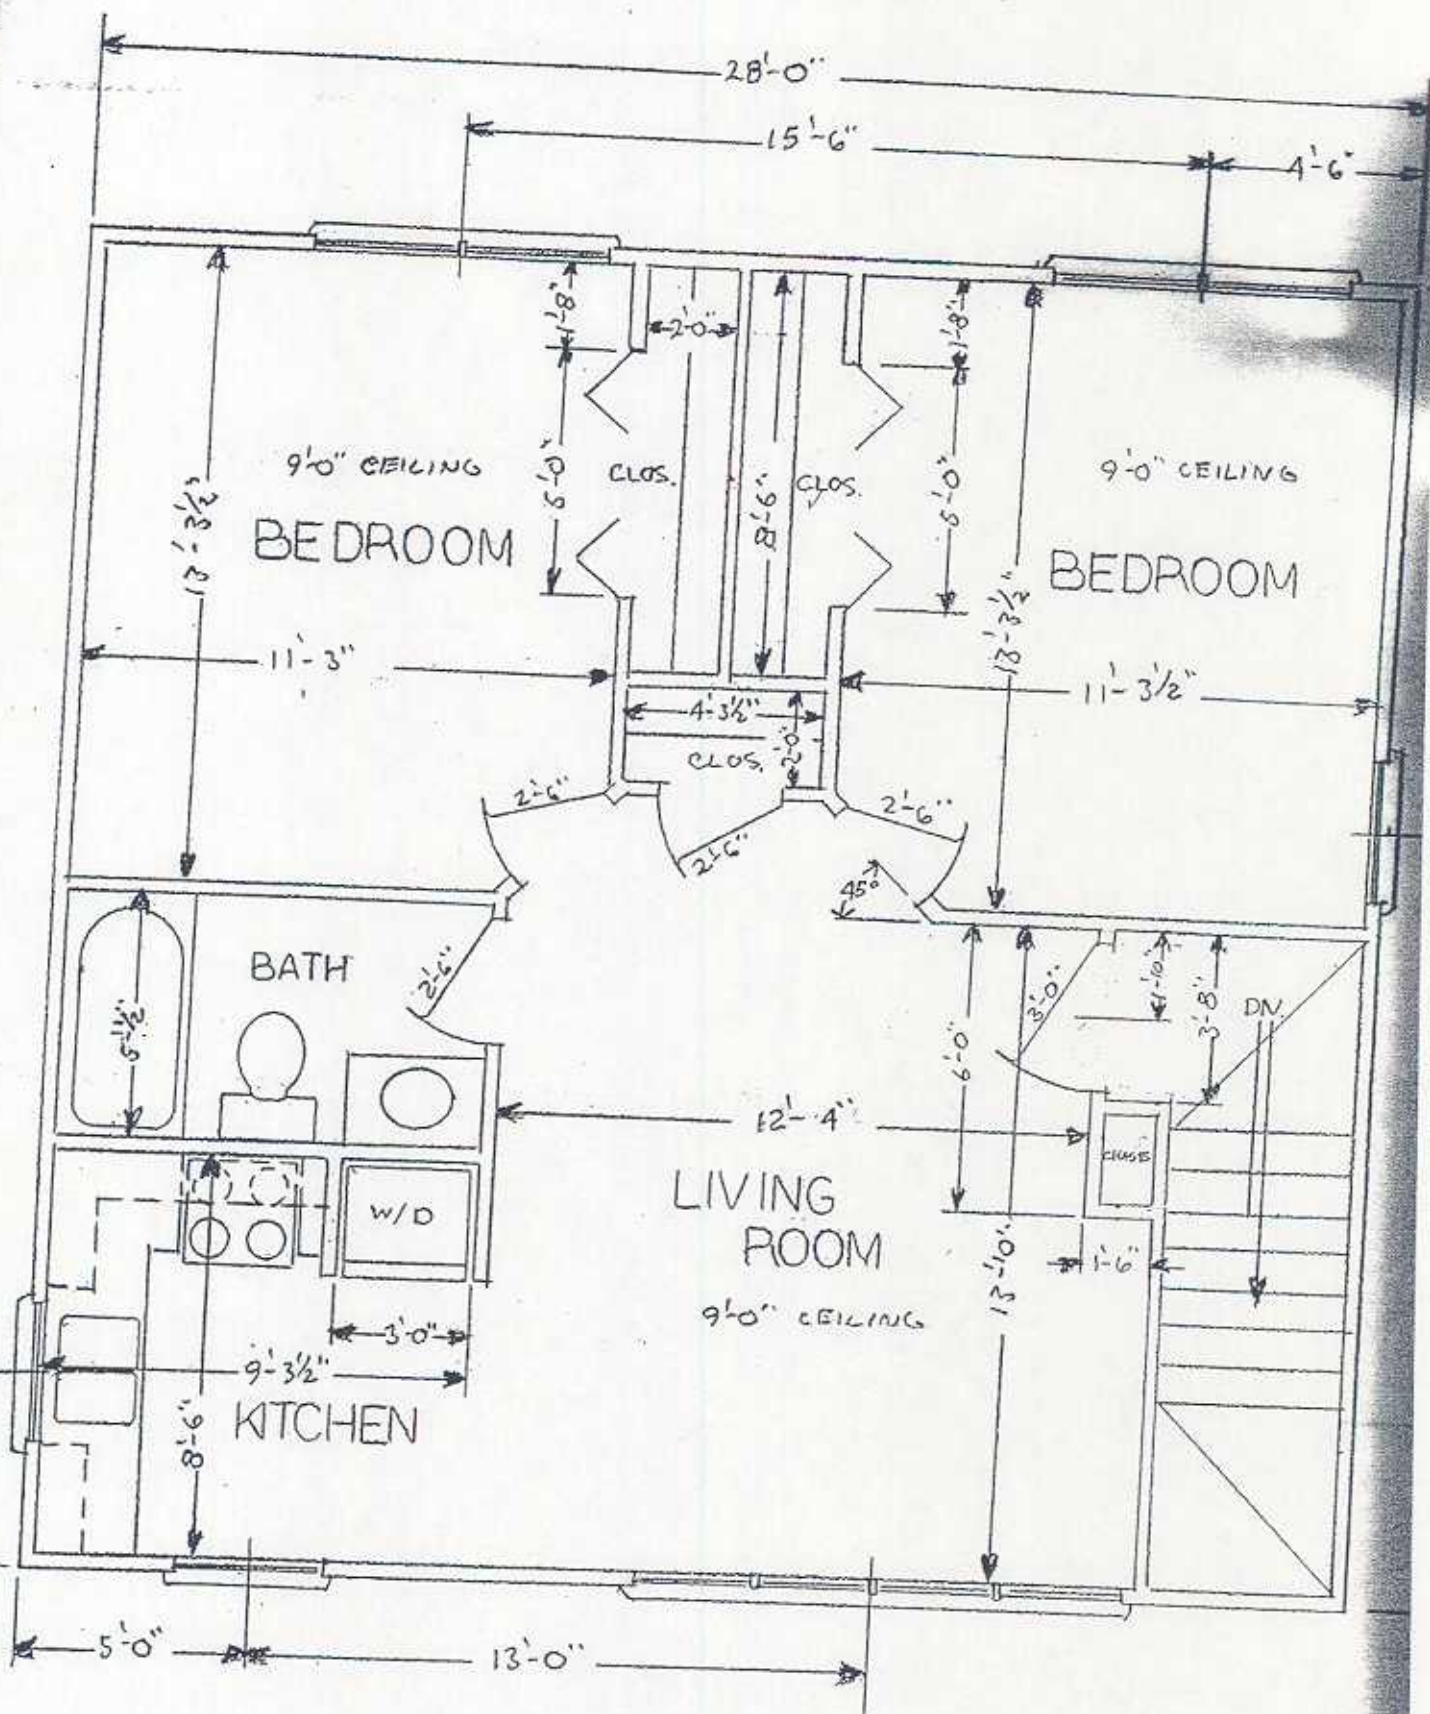 28'-0"
15'-6"
4'-6"
1'-8"
2'-0"
1'-8"
9'-0" CEILING
BEDROOM
13'-3½"
5'-0"
CLOS.
8'-6"
CLOS.
5'-0"
9'-0" CEILING
BEDROOM
13'-3½"
11'-3"
11'-3½"
4'-3½"
CLOS.
2'-0"
2'-6"
2'-6"
2'-6"
45°
BATH
2'-6"
5'-1½"
3'-0"
1'-10"
3'-8"
DN.
6'-0"
12'-4"
LIVING
ROOM
9'-0" CEILING
13'-10"
1'-6"
W/D
3'-0"
9'-3½"
KITCHEN
8'-6"
5'-0"
13'-0"